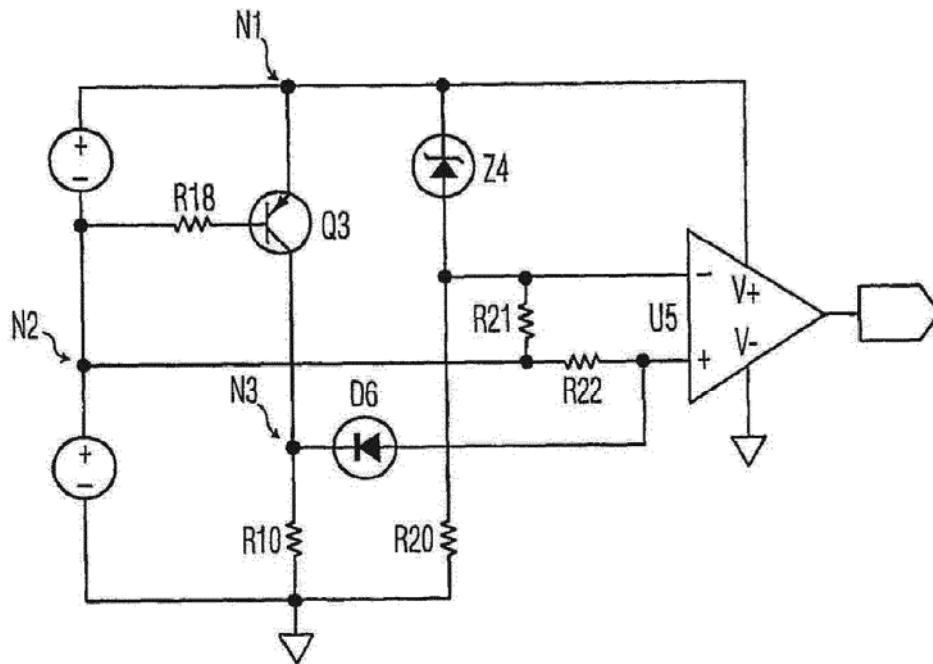 N1
+
-
R18
Q3
Z4
N2
R21
R22
-
+
U5
V+
V-
N3
D6
+
-
R10
R20